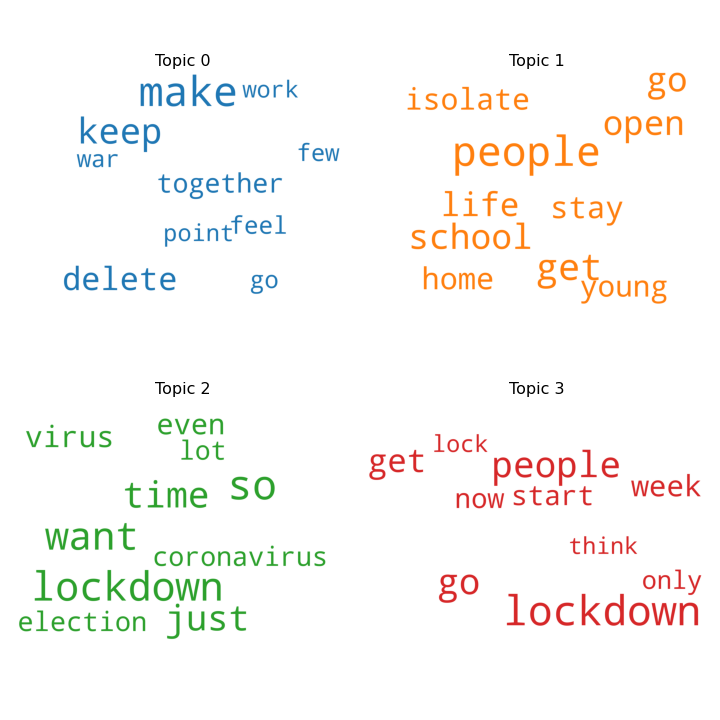 Topic 0
make work
keep
war
few
together
point feel
delete
go
Topic 1
go
isolate
open
people
life stay
school
get
home
young
Topic 2
even
virus
lot
so
time
want
coronavirus
lockdown
just
election
Topic 3
lock
get people
week
now start
think
only
go
lockdown